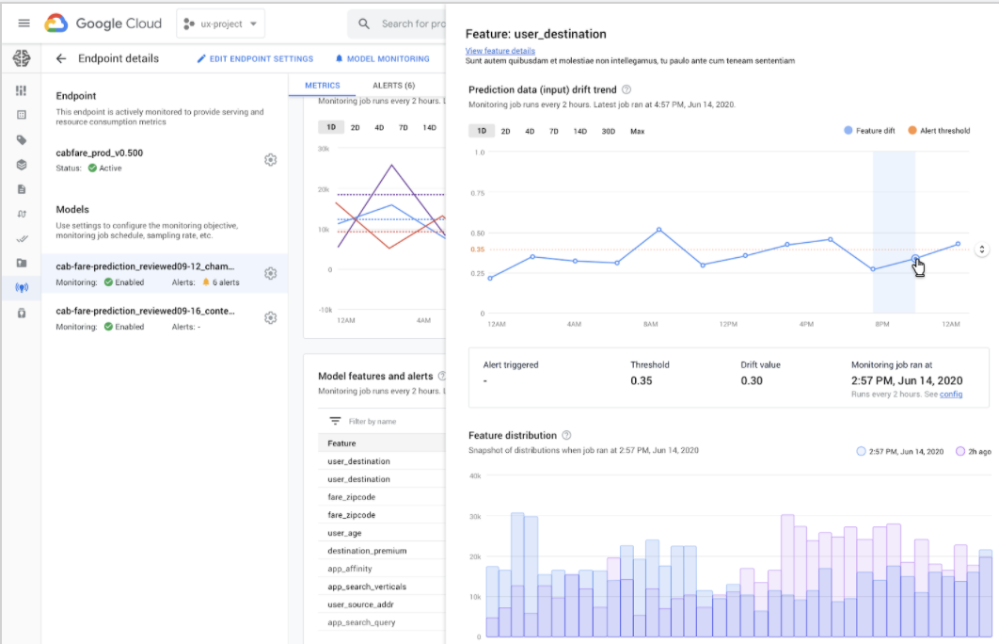 Google Cloud
ux-project
Search for pro
Endpoint details
EDIT ENDPOINT SETTINGS
MODEL MONITORING
Endpoint
This endpoint is actively monitored to provide serving and
resource consumption metrics
cabfare_prod_v0.500
Status: Active
Models
Use settings to configure the monitoring objective,
monitoring job schedule, sampling rate, etc.
cab-fare-prediction_reviewed09-12_cham...
Monitoring: Enabled Alerts: 6 alerts
cab-fare-prediction_reviewed09-16_conte...
Monitoring: Enabled Alerts: -
METRICS
ALERTS (6)
Monitoring job runs every 2 hours. L
1D 2D 4D 7D 14D
30k
20k
10k
0
-10k
12AM 4AM
Model features and alerts
Monitoring job runs every 2 hours. L
Filter by name
Feature
user_destination
user_destination
fare_zipcode
fare_zipcode
user_age
destination_premium
app_affinity
app_search_verticals
user_source_addr
app_search_query
Feature: user_destination
View feature details
Sunt autem quibusdam et molestiae non intellegamus, tu paulo ante cum teneam sententiam
Prediction data (input) drift trend
Monitoring job runs every 2 hours. Latest job ran at 4:57 PM, Jun 14, 2020.
1D 2D 4D 7D 14D 30D Max
Feature dift Alert threshold
1.0
0.75
0.50
0.35
0.25
0
12AM 4AM 8AM 12PM 4PM 8PM 12AM
Alert triggered
-
Threshold
0.35
Drift value
0.30
Monitoring job ran at
2:57 PM, Jun 14, 2020
Runs every 2 hours. See config
Feature distribution
Snapshot of distributions when job ran at 2:57 PM, Jun 14, 2020
2:57 PM, Jun 14, 2020 2h ago
40k
30k
20k
10k
0